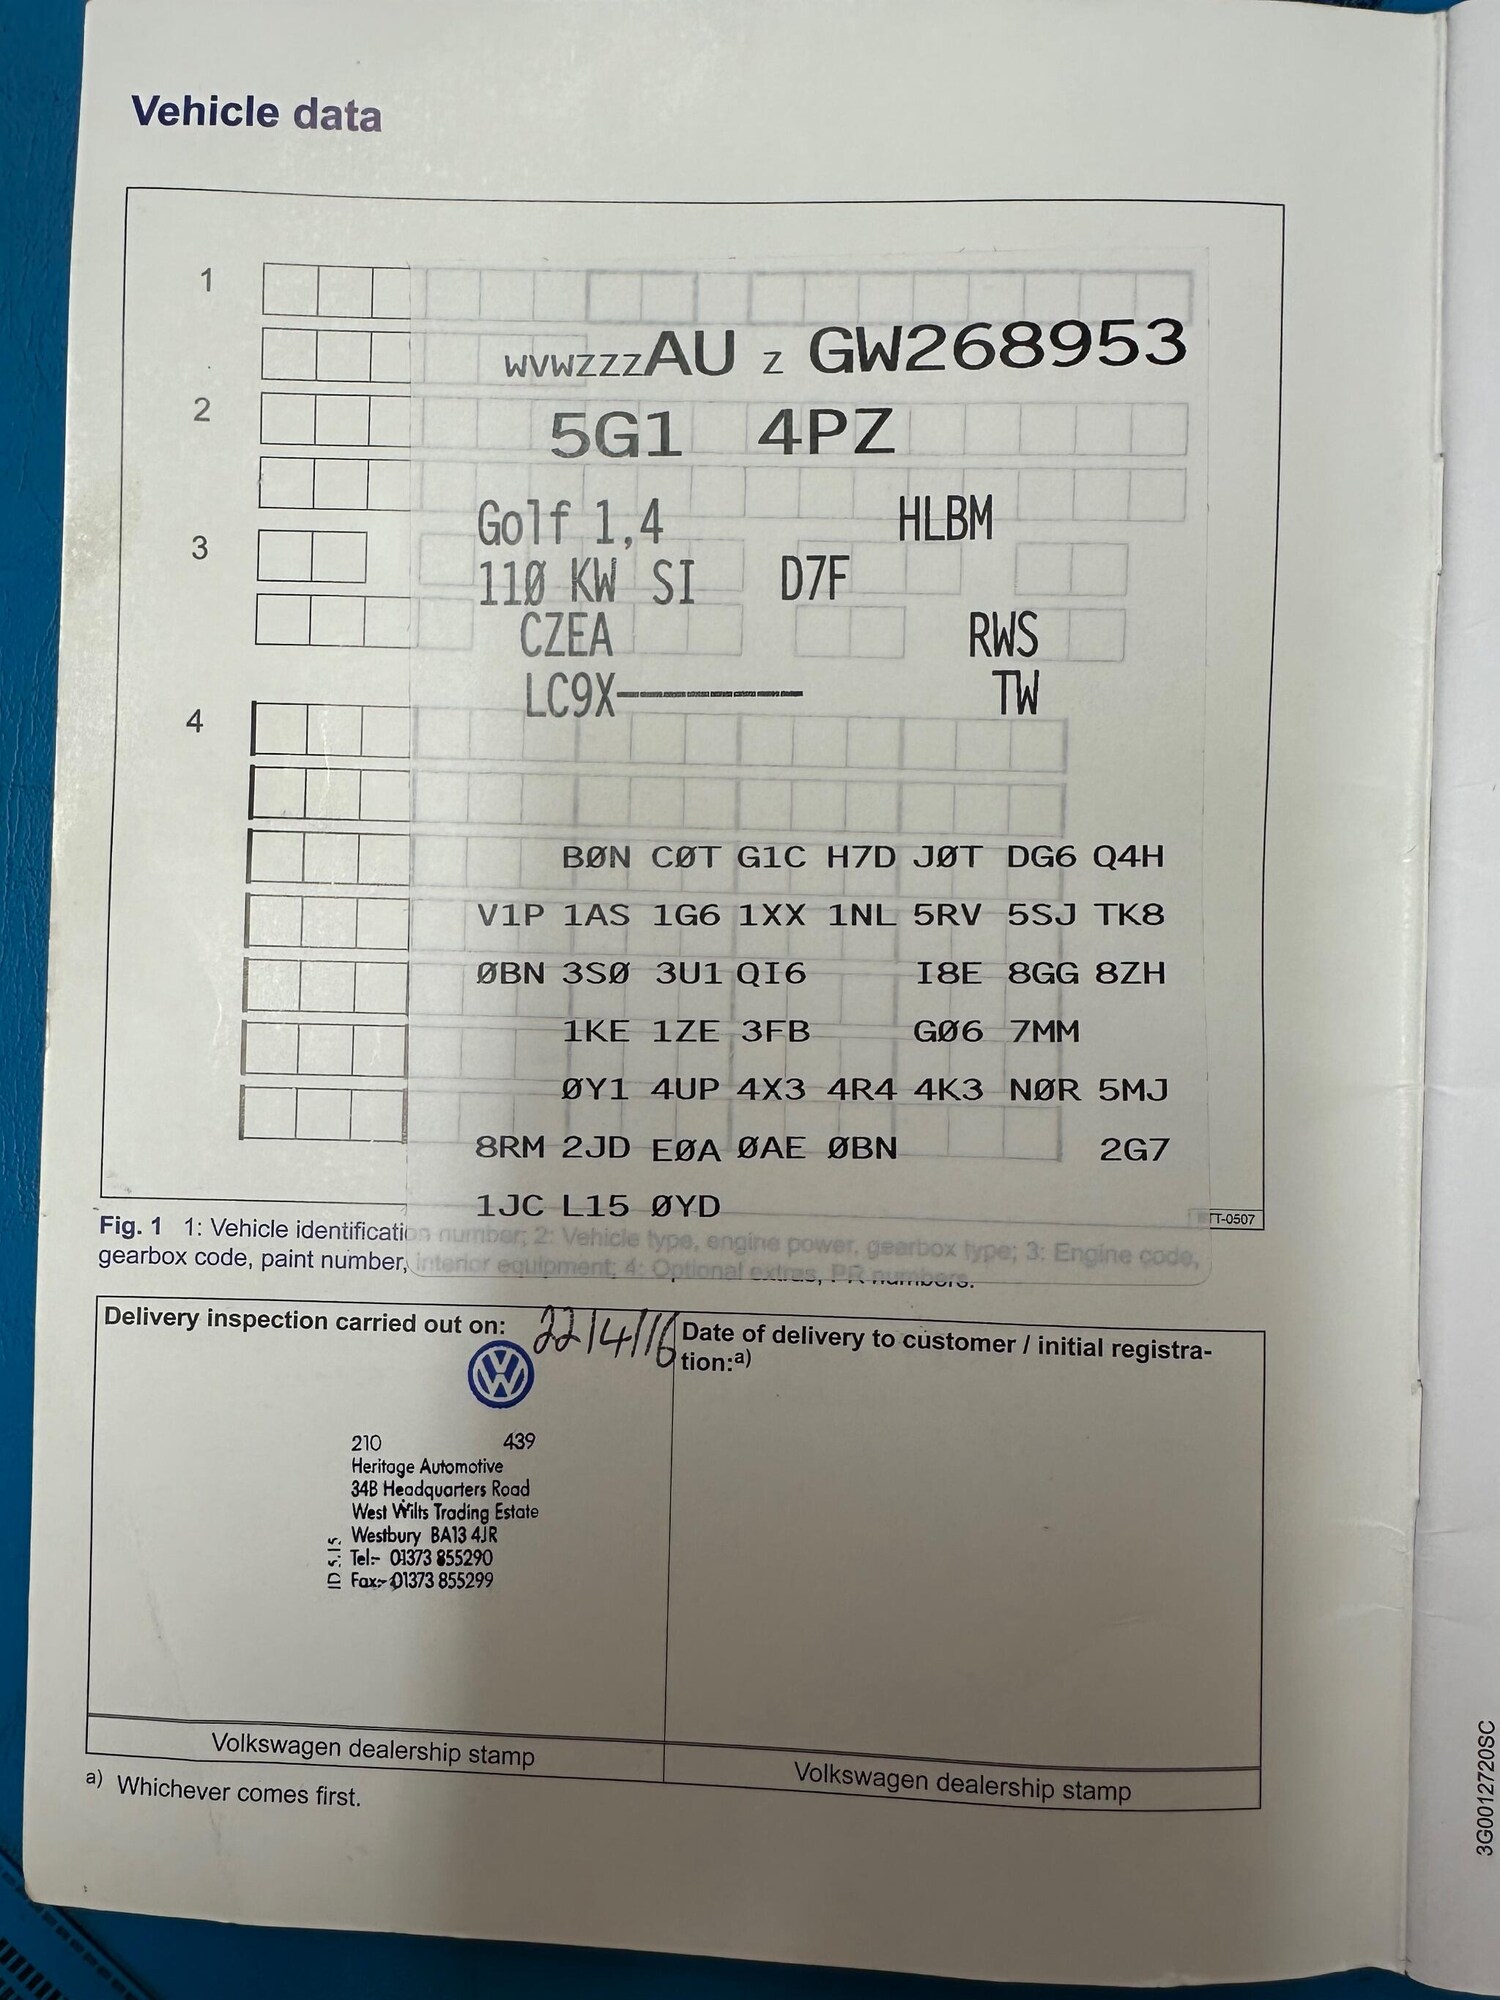 Vehicle data
1
WVWZZZAU Z GW268953
2
5G1 4PZ
Golf 1,4 HLBM
3
110 KW SI D7F
CZEA RWS
LC9X---------- TW
4
BØN CØT G1C H7D JØT DG6 Q4H
V1P 1AS 1G6 1XX 1NL 5RV 5SJ TK8
ØBN 3SØ 3U1 QI6 I8E 8GG 8ZH
1KE 1ZE 3FB GØ6 7MM
ØY1 4UP 4X3 4R4 4K3 NØR 5MJ
8RM 2JD EØA ØAE ØBN 2G7
1JC L15 ØYD
TT-0507
Fig. 1 1: Vehicle identification number; 2: Vehicle type, engine power, gearbox type; 3: Engine code,
gearbox code, paint number, interior equipment; 4: Optional extras, PR numbers.
Delivery inspection carried out on: 22/4/16
Date of delivery to customer / initial registra-
tion:a)
210 439
Heritage Automotive
34B Headquarters Road
West Wilts Trading Estate
Westbury BA13 4JR
Tel:- 01373 855290
Fax:- 01373 855299
Volkswagen dealership stamp
Volkswagen dealership stamp
a) Whichever comes first.
3G0012720SC